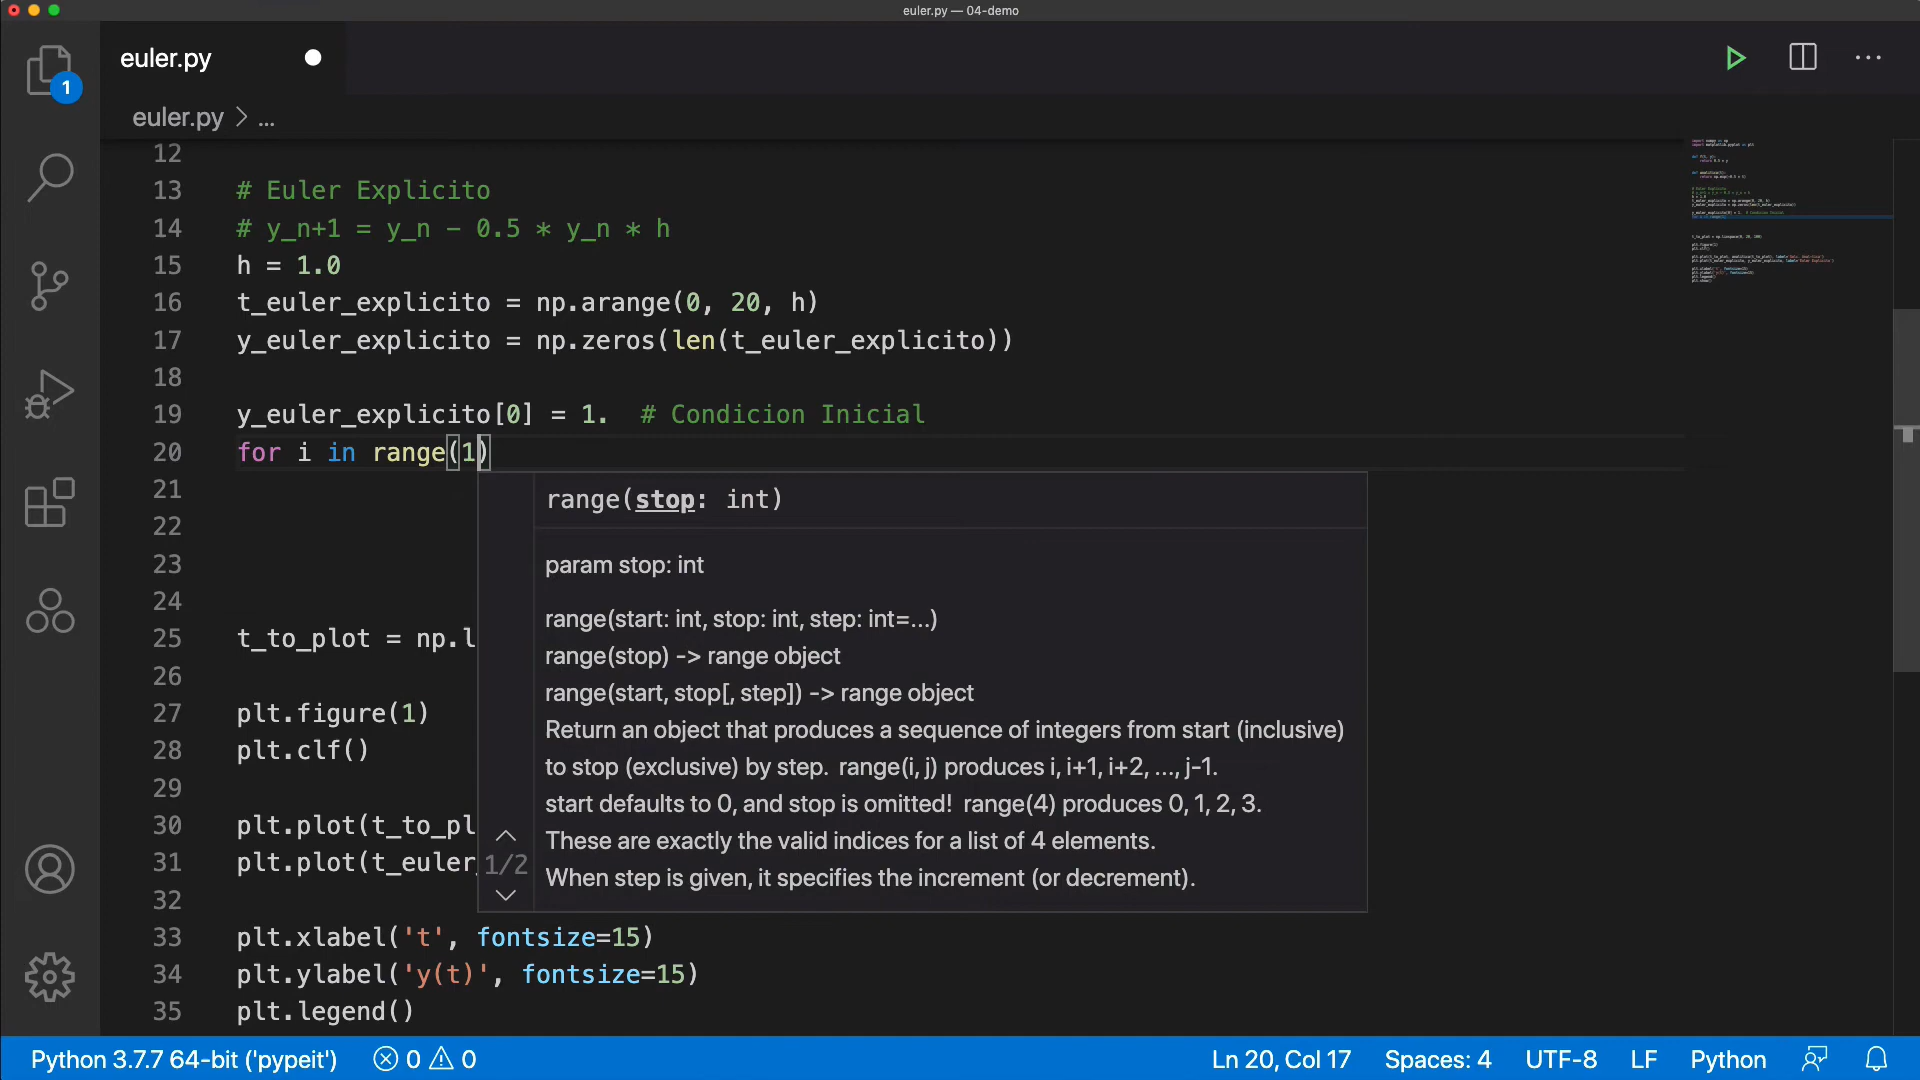 euler.py — 04-demo
euler.py
1
euler.py > ...
12
13 # Euler Explicito
14 # y_n+1 = y_n - 0.5 * y_n * h
15 h = 1.0
16 t_euler_explicito = np.arange(0, 20, h)
17 y_euler_explicito = np.zeros(len(t_euler_explicito))
18
19 y_euler_explicito[0] = 1. # Condicion Inicial
20 for i in range(1)
21
range(stop: int)
22
23
param stop: int
24
range(start: int, stop: int, step: int=...)
25 t_to_plot = np.l
range(stop) -> range object
26
range(start, stop[, step]) -> range object
27 plt.figure(1)
Return an object that produces a sequence of integers from start (inclusive)
28 plt.clf()
to stop (exclusive) by step. range(i, j) produces i, i+1, i+2, ..., j-1.
29
start defaults to 0, and stop is omitted! range(4) produces 0, 1, 2, 3.
30 plt.plot(t_to_pl
These are exactly the valid indices for a list of 4 elements.
31 plt.plot(t_euler_
1/2
When step is given, it specifies the increment (or decrement).
32
33 plt.xlabel('t', fontsize=15)
34 plt.ylabel('y(t)', fontsize=15)
35 plt.legend()
Python 3.7.7 64-bit ('pypeit') 0 0 Ln 20, Col 17 Spaces: 4 UTF-8 LF Python